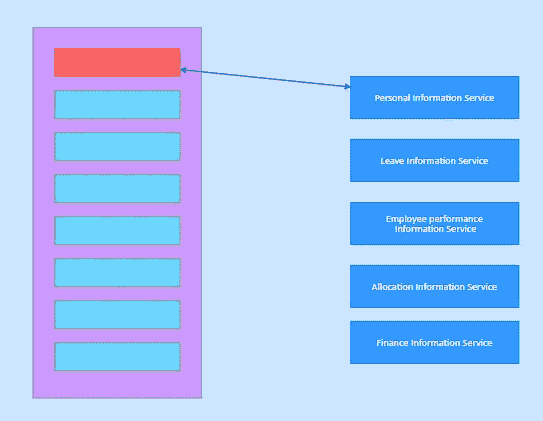 Personal Information Service
Leave Information Service
Employee performance
Information Service
Allocation Information Service
Finance Information Service